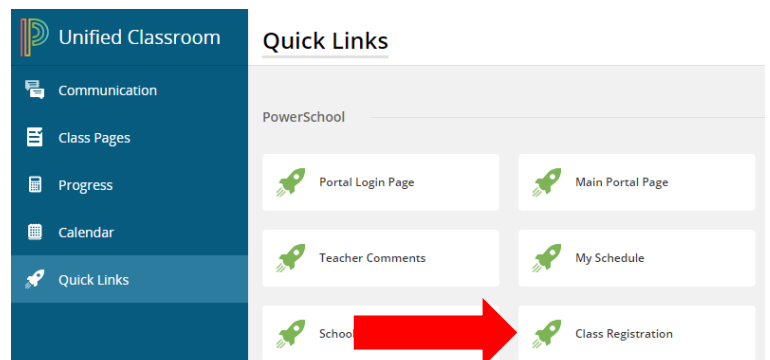 Unified Classroom
Quick Links
Communication
Class Pages
Progress
Calendar
Quick Links
PowerSchool
Portal Login Page
Main Portal Page
Teacher Comments
My Schedule
School
Class Registration